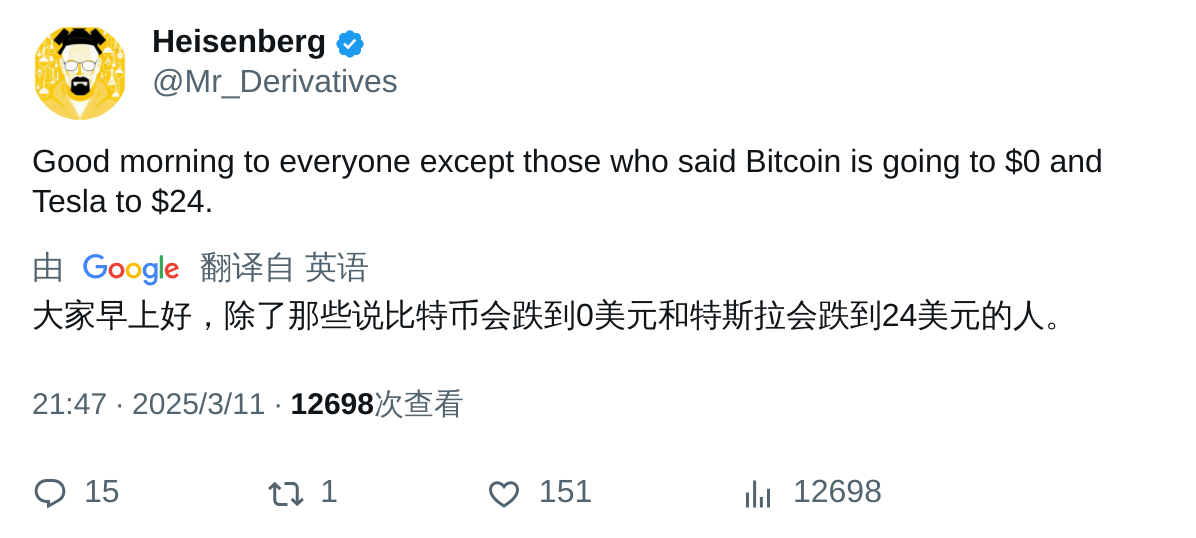 Heisenberg
@Mr_Derivatives
Good morning to everyone except those who said Bitcoin is going to $0 and
Tesla to $24.
由 Google 翻译自 英语
大家早上好，除了那些说比特币会跌到0美元和特斯拉会跌到24美元的人。
21:47 · 2025/3/11 · 12698次查看
15 1 151 12698